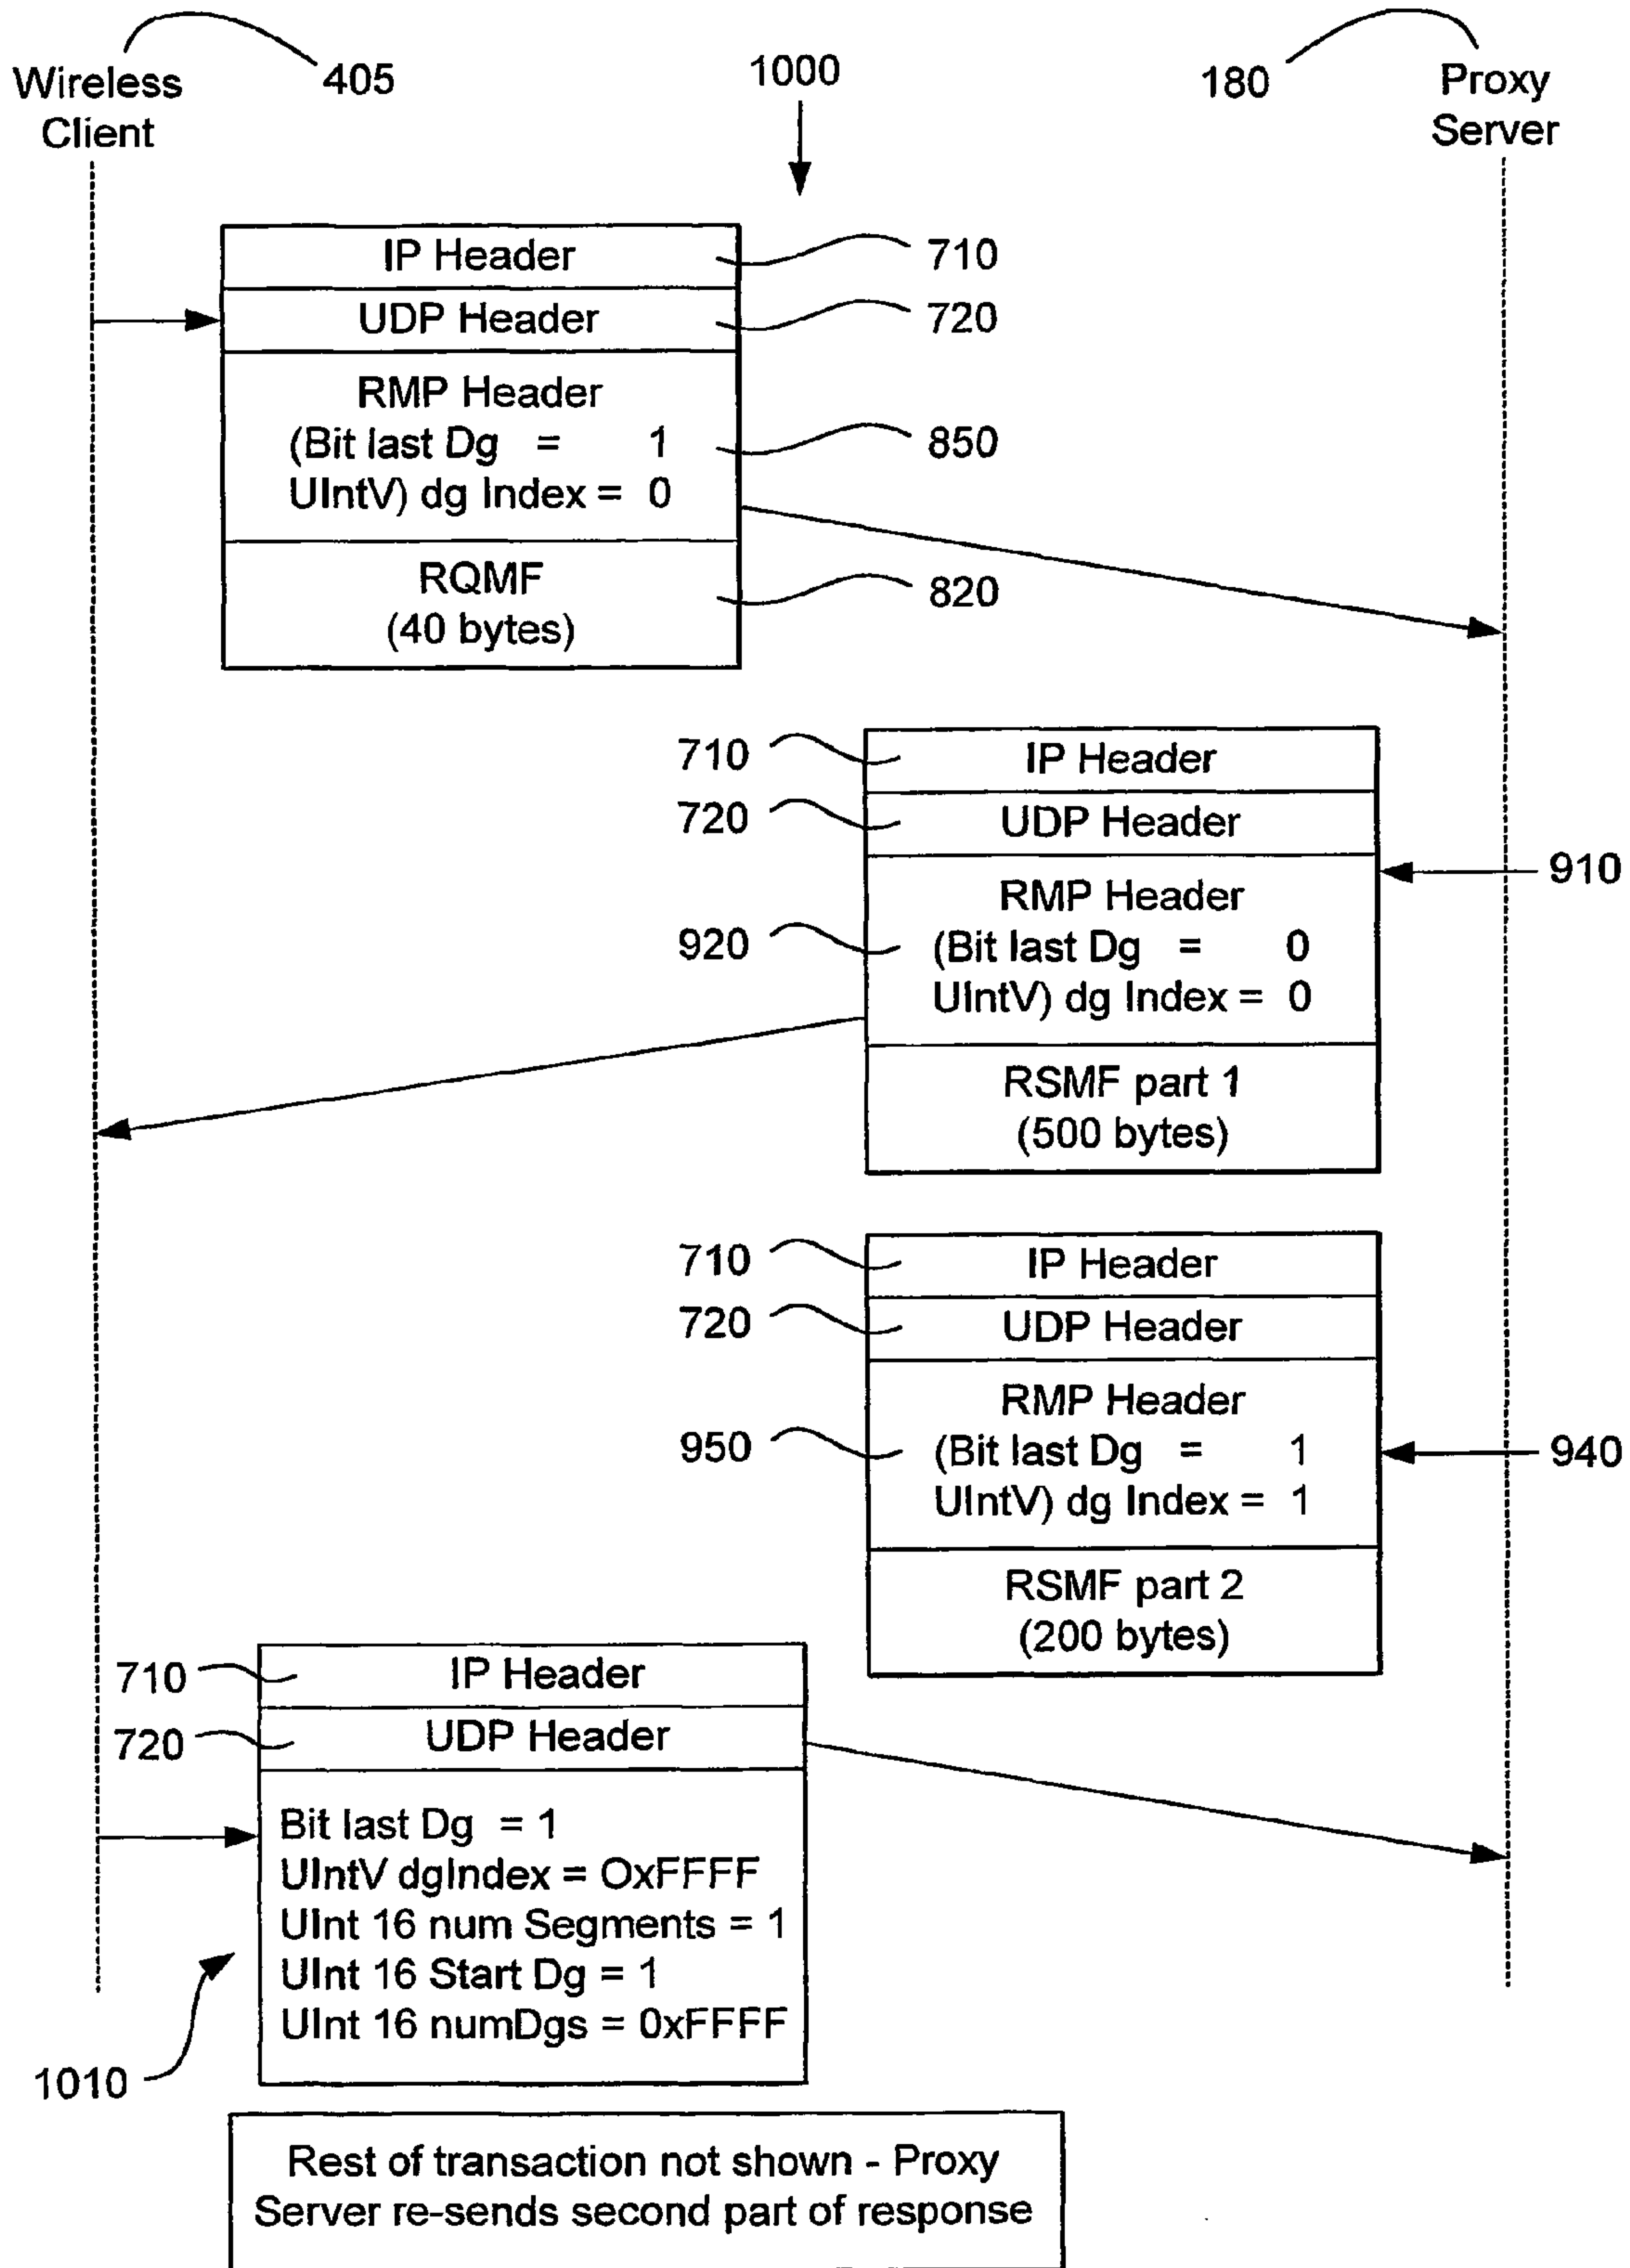 Wireless
Client
405
1000
180
Proxy
Server
IP Header
710
UDP Header
720
RMP Header
(Bit last Dg = 1
850
UIntV) dg Index = 0
RQMF
820
(40 bytes)
710
IP Header
720
UDP Header
910
RMP Header
920
(Bit last Dg = 0
UIntV) dg Index = 0
RSMF part 1
(500 bytes)
710
IP Header
720
UDP Header
RMP Header
950
(Bit last Dg = 1
940
UIntV) dg Index = 1
RSMF part 2
(200 bytes)
710
IP Header
720
UDP Header
Bit last Dg = 1
UIntV dgIndex = OxFFFF
UInt 16 num Segments = 1
UInt 16 Start Dg = 1
UInt 16 numDgs = 0xFFFF
1010
Rest of transaction not shown - Proxy
Server re-sends second part of response